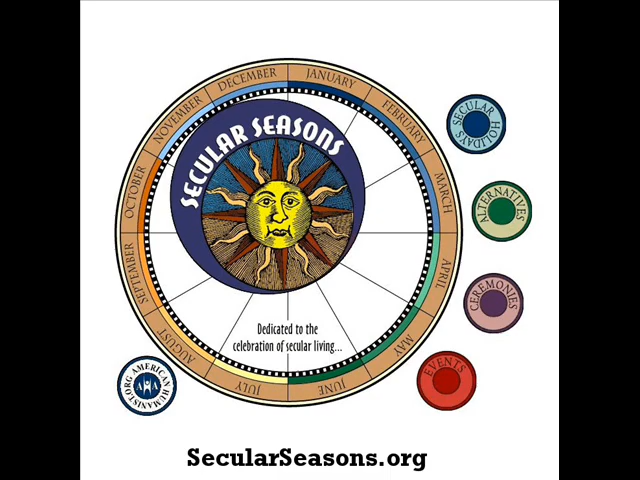 DECEMBER
JANUARY
FEBRUARY
MARCH
APRIL
MAY
JUNE
JULY
AUGUST
SEPTEMBER
OCTOBER
NOVEMBER
SECULAR SEASONS
SECULAR HOLIDAYS
ALTERNATIVES
CEREMONIES
EVENTS
Dedicated to the
celebration of secular living...
AMERICAN
HUMANIST.ORG
AHA
SecularSeasons.org